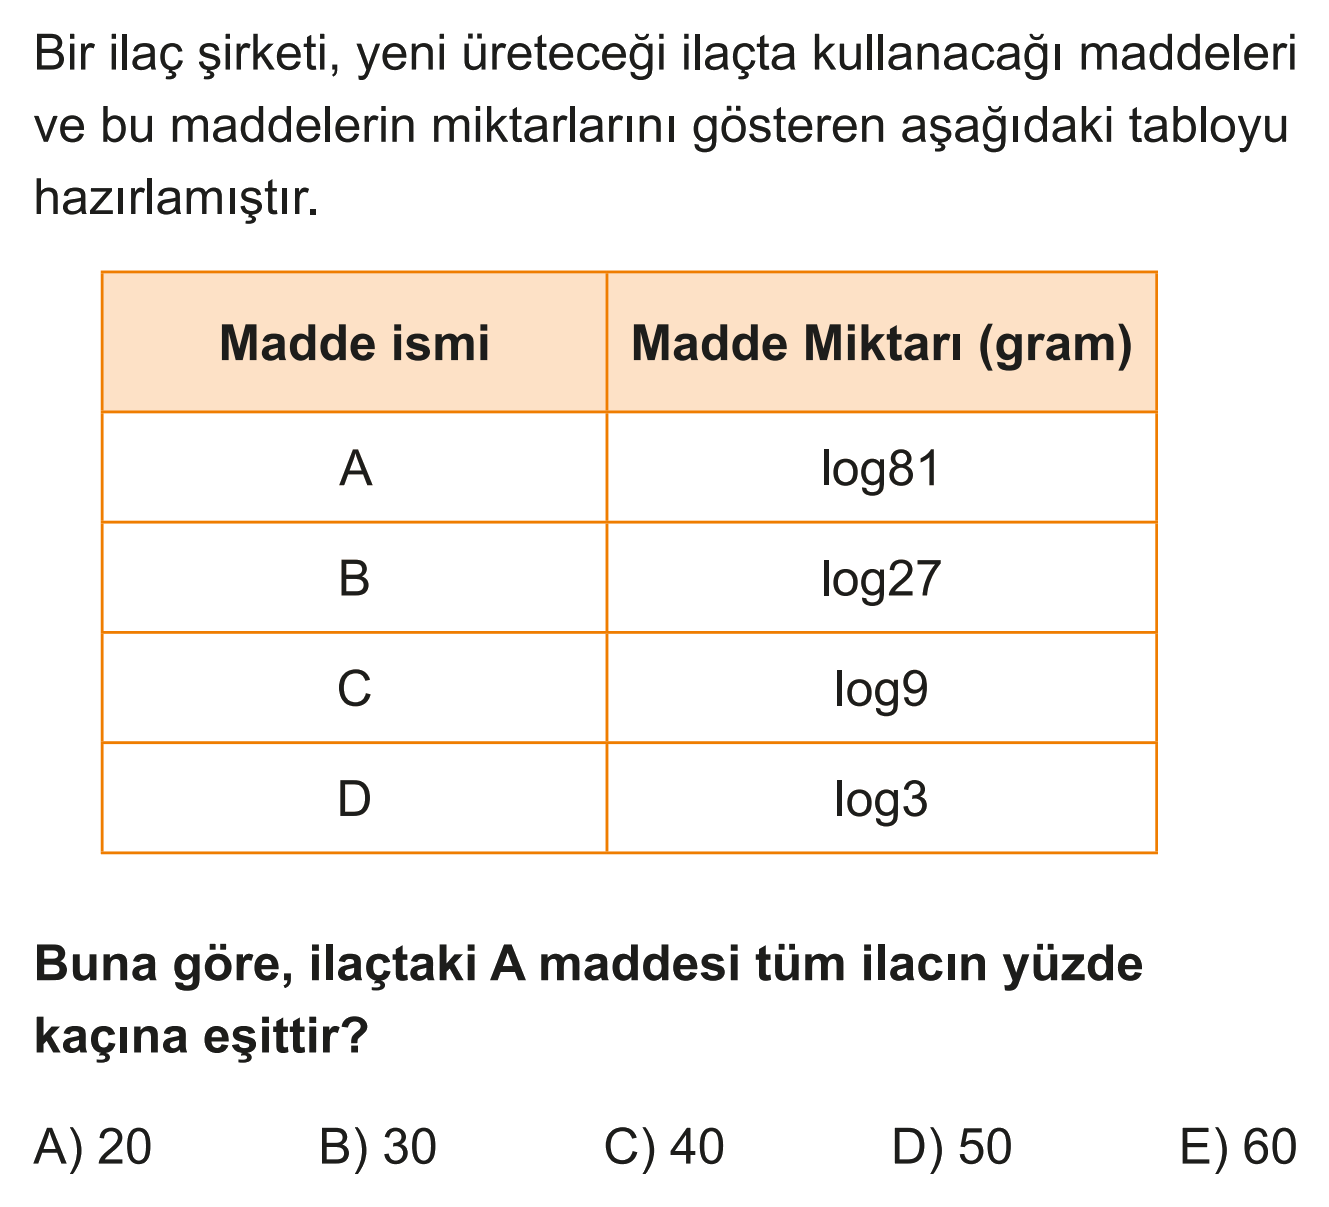 Bir ilaç şirketi, yeni üreteceği ilaçta kullanacağı maddeleri
ve bu maddelerin miktarlarını gösteren aşağıdaki tabloyu
hazırlamıştır.
Madde ismi Madde Miktarı (gram)
A log81
B log27
C log9
D log3
Buna göre, ilaçtaki A maddesi tüm ilacın yüzde
kaçına eşittir?
A) 20 B) 30 C) 40 D) 50 E) 60